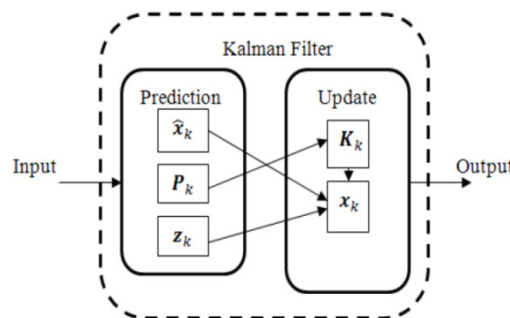 Kalman Filter
Prediction
Update
x̂ₖ
Kₖ
Input
Output
Pₖ
xₖ
zₖ